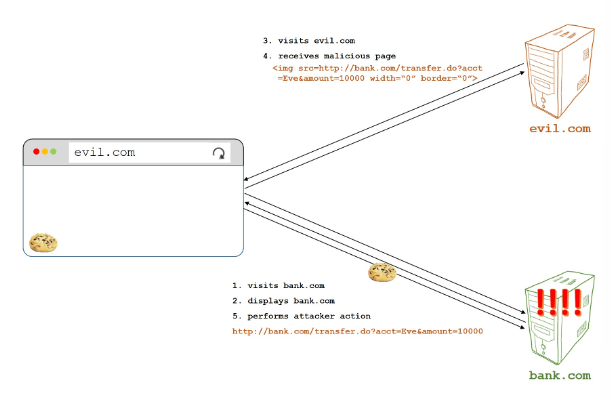 3. visits evil.com
4. receives malicious page
<img src=http://bank.com/transfer.do?acct
=Eve&amount=10000 width="0" border="0">
evil.com
evil.com
1. visits bank.com
2. displays bank.com
5. performs attacker action
http://bank.com/transfer.do?acct=Eve&amount=10000
!!!!
bank.com